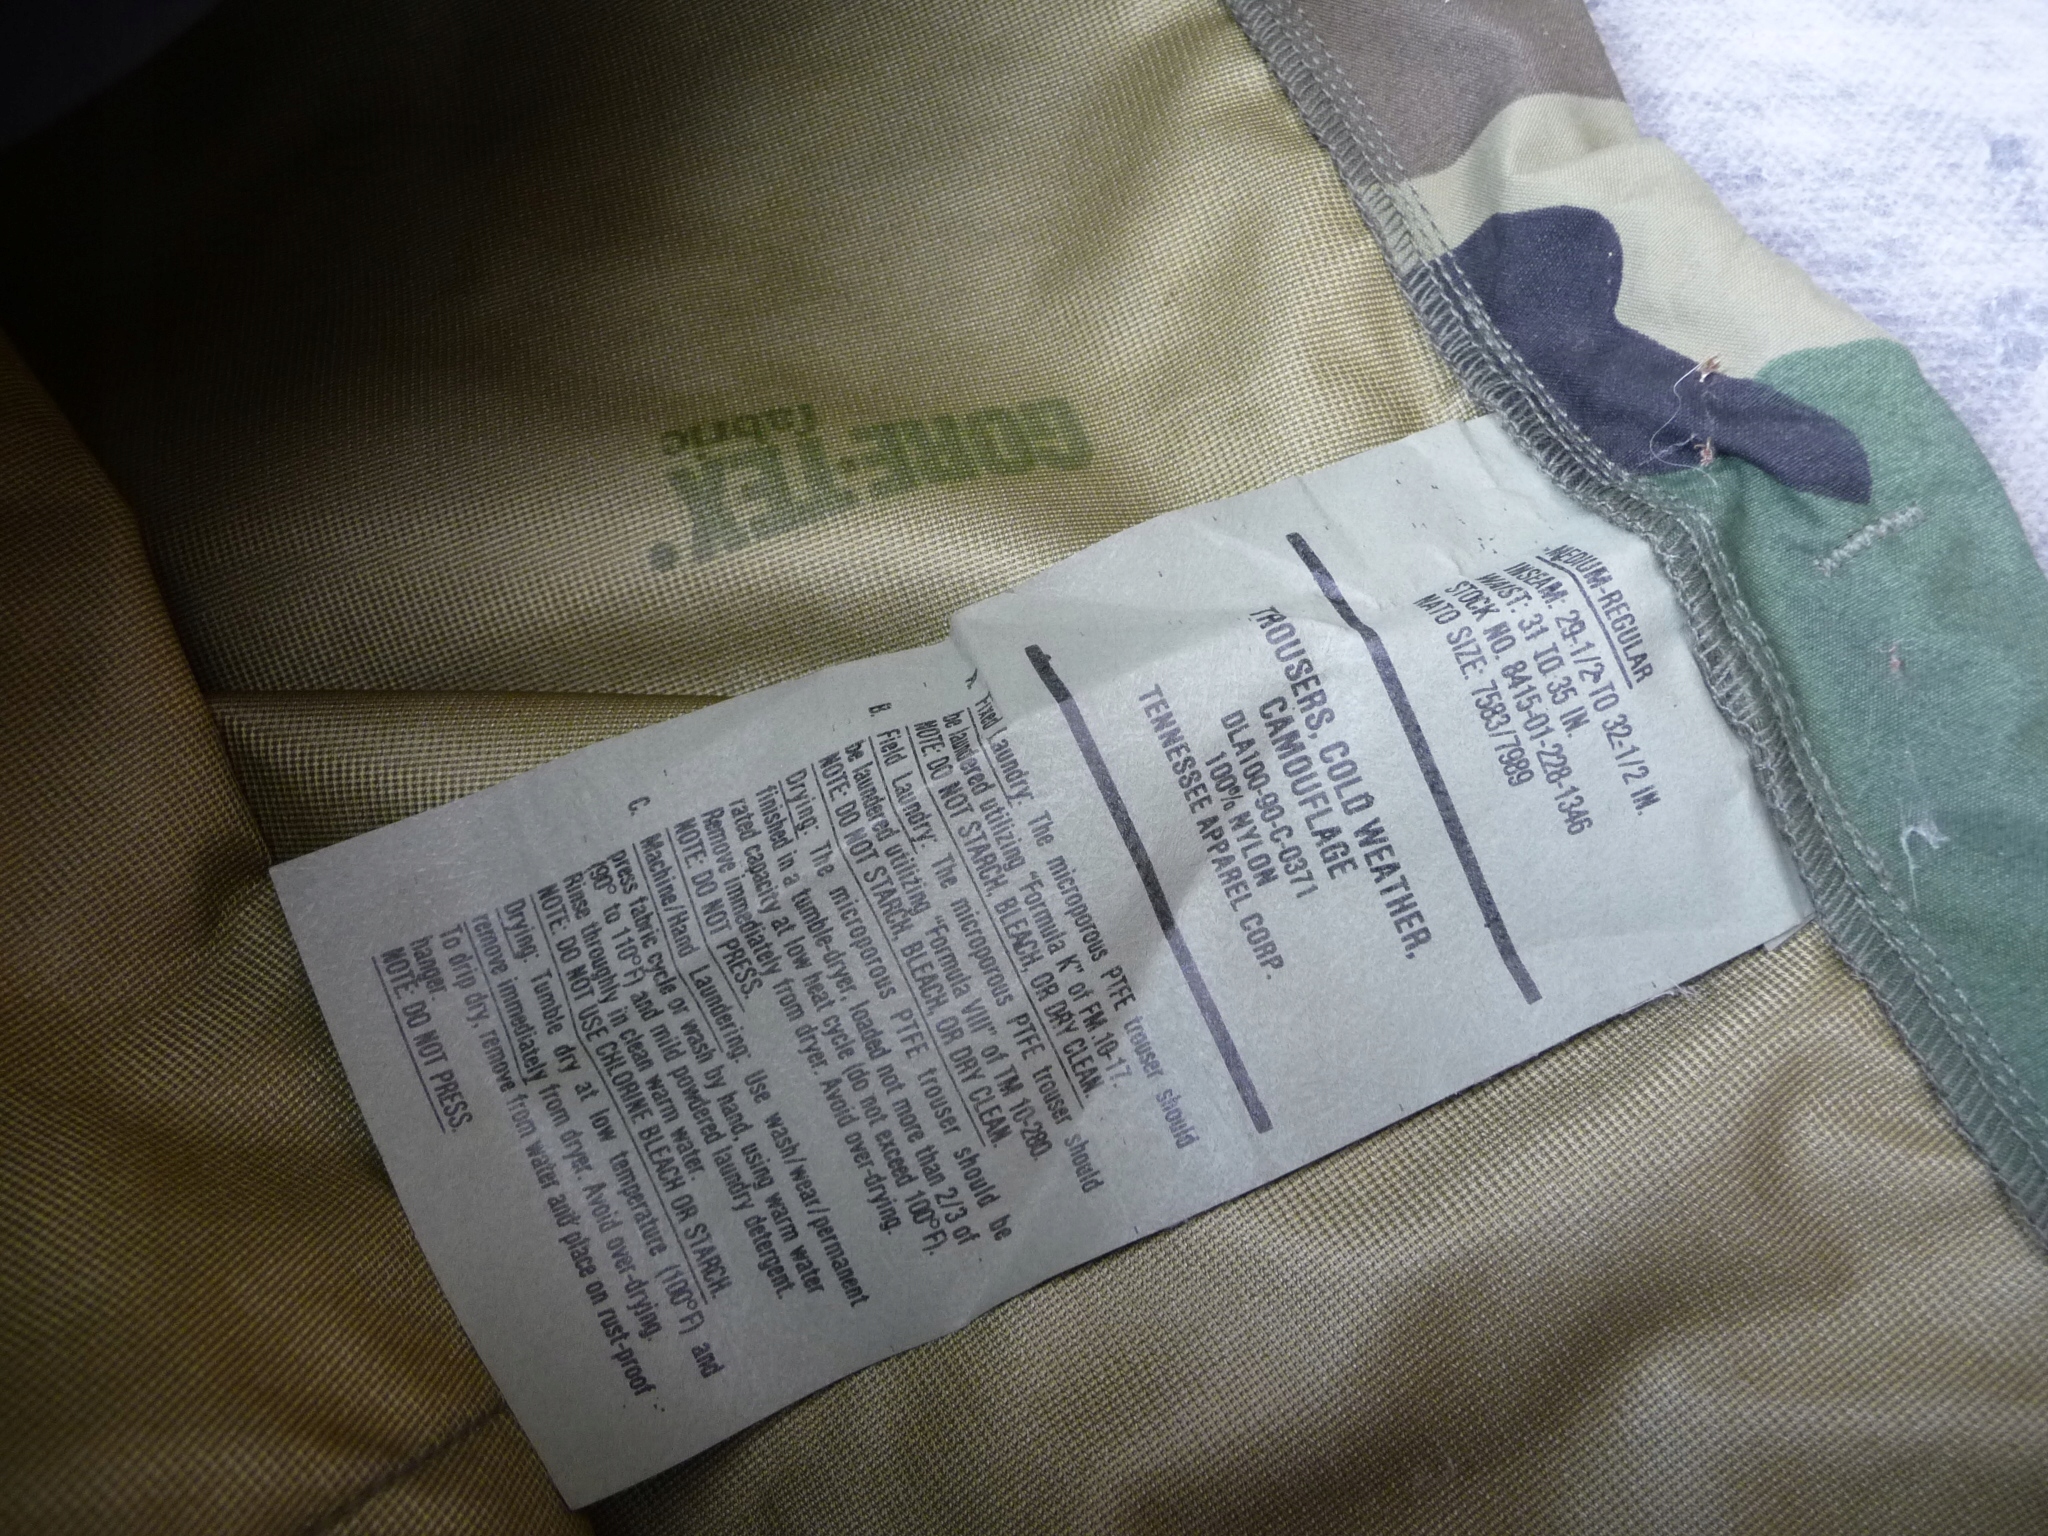 GORE-TEX.
fabric
MEDIUM-REGULAR
INSEAM: 29-1/2 TO 32-1/2 IN.
WAIST: 31 TO 35 IN.
STOCK NO. 8415-01-228-1346
NATO SIZE: 7583/7989
TROUSERS, COLD WEATHER,
CAMOUFLAGE
DLA100-90-C-0371
100% NYLON
TENNESSEE APPAREL CORP.
A. Fixed Laundry: The microporous PTFE trouser should
be laundered utilizing "Formula K" of FM 10-17.
NOTE: DO NOT STARCH, BLEACH, OR DRY CLEAN.
B. Field Laundry: The microporous PTFE trouser should
be laundered utilizing "Formula VIII" of TM 10-280.
NOTE: DO NOT STARCH, BLEACH, OR DRY CLEAN.
Drying: The microporous PTFE trouser should be
finished in a tumble-dryer, loaded not more than 2/3 of
rated capacity at low heat cycle (do not exceed 100°F).
Remove immediately from dryer. Avoid over-drying.
NOTE: DO NOT PRESS.
C. Machine/Hand Laundering: Use wash/wear/permanent
press fabric cycle or wash by hand, using warm water
(90° to 110°F) and mild powdered laundry detergent.
Rinse throughly in clean warm water.
NOTE: DO NOT USE CHLORINE BLEACH OR STARCH.
Drying: Tumble dry at low temperature (100°F) and
remove immediately from dryer. Avoid over-drying.
To drip dry, remove from water and place on rust-proof
hanger.
NOTE: DO NOT PRESS.